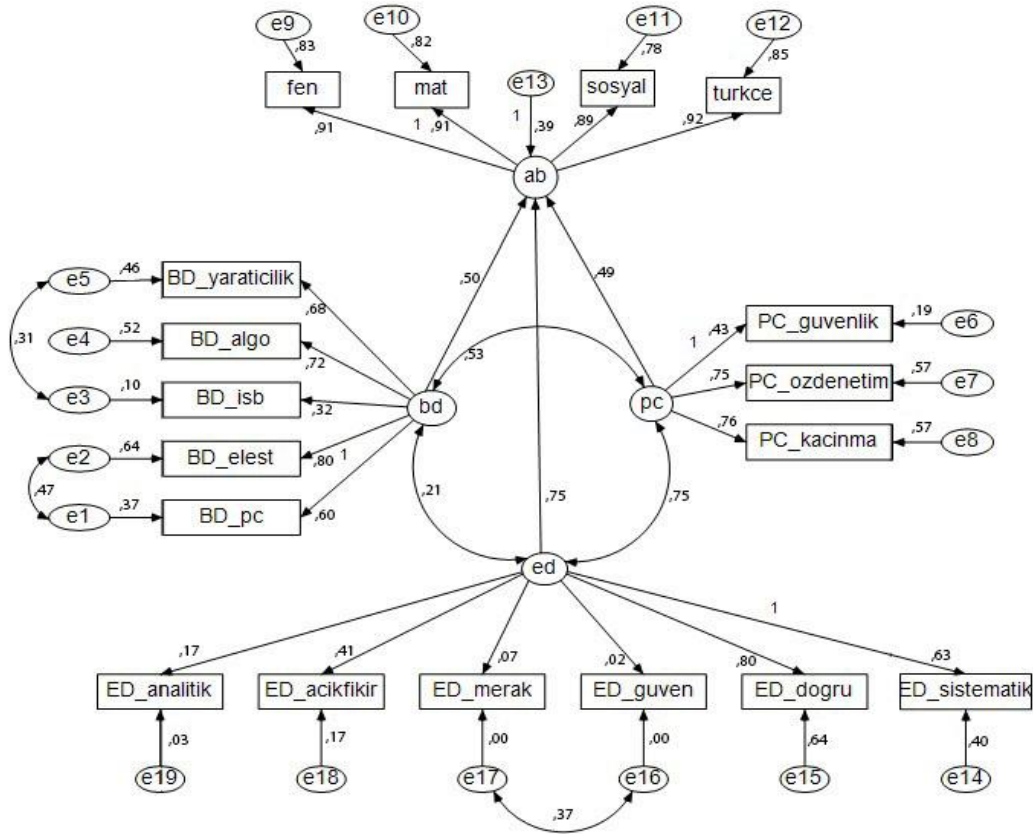 e9
e10
e11
e12
,83
,82
,78
,85
fen
mat
e13
sosyal
turkce
,91
1
,91
1
,39
,89
,92
ab
e5
,46
BD_yaraticilik
,50
,49
,68
PC_guvenlik
,19
e6
,31
e4
,52
BD_algo
,72
,53
1
,43
PC_ozdenetim
,57
e7
e3
,10
BD_isb
,32
bd
pc
,75
,76
PC_kacinma
,57
e8
e2
,64
BD_elest
,80
1
,47
e1
,37
BD_pc
,60
,21
,75
,75
ed
1
,17
,41
,07
,02
,80
,63
ED_analitik
ED_acikfikir
ED_merak
ED_guven
ED_dogru
ED_sistematik
,03
,17
,00
,00
,64
,40
e19
e18
e17
e16
e15
e14
,37